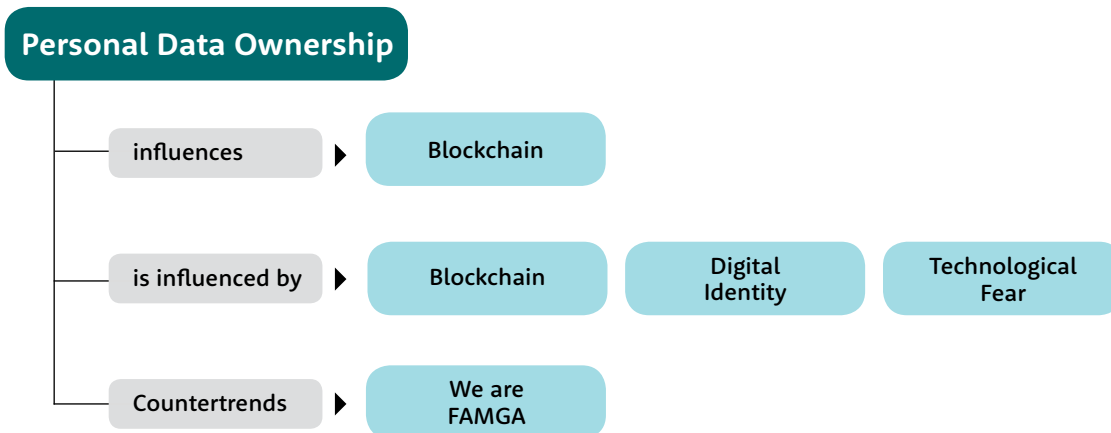 Personal Data Ownership
influences
Blockchain
is influenced by
Blockchain
Digital
Identity
Technological
Fear
Countertrends
We are
FAMGA